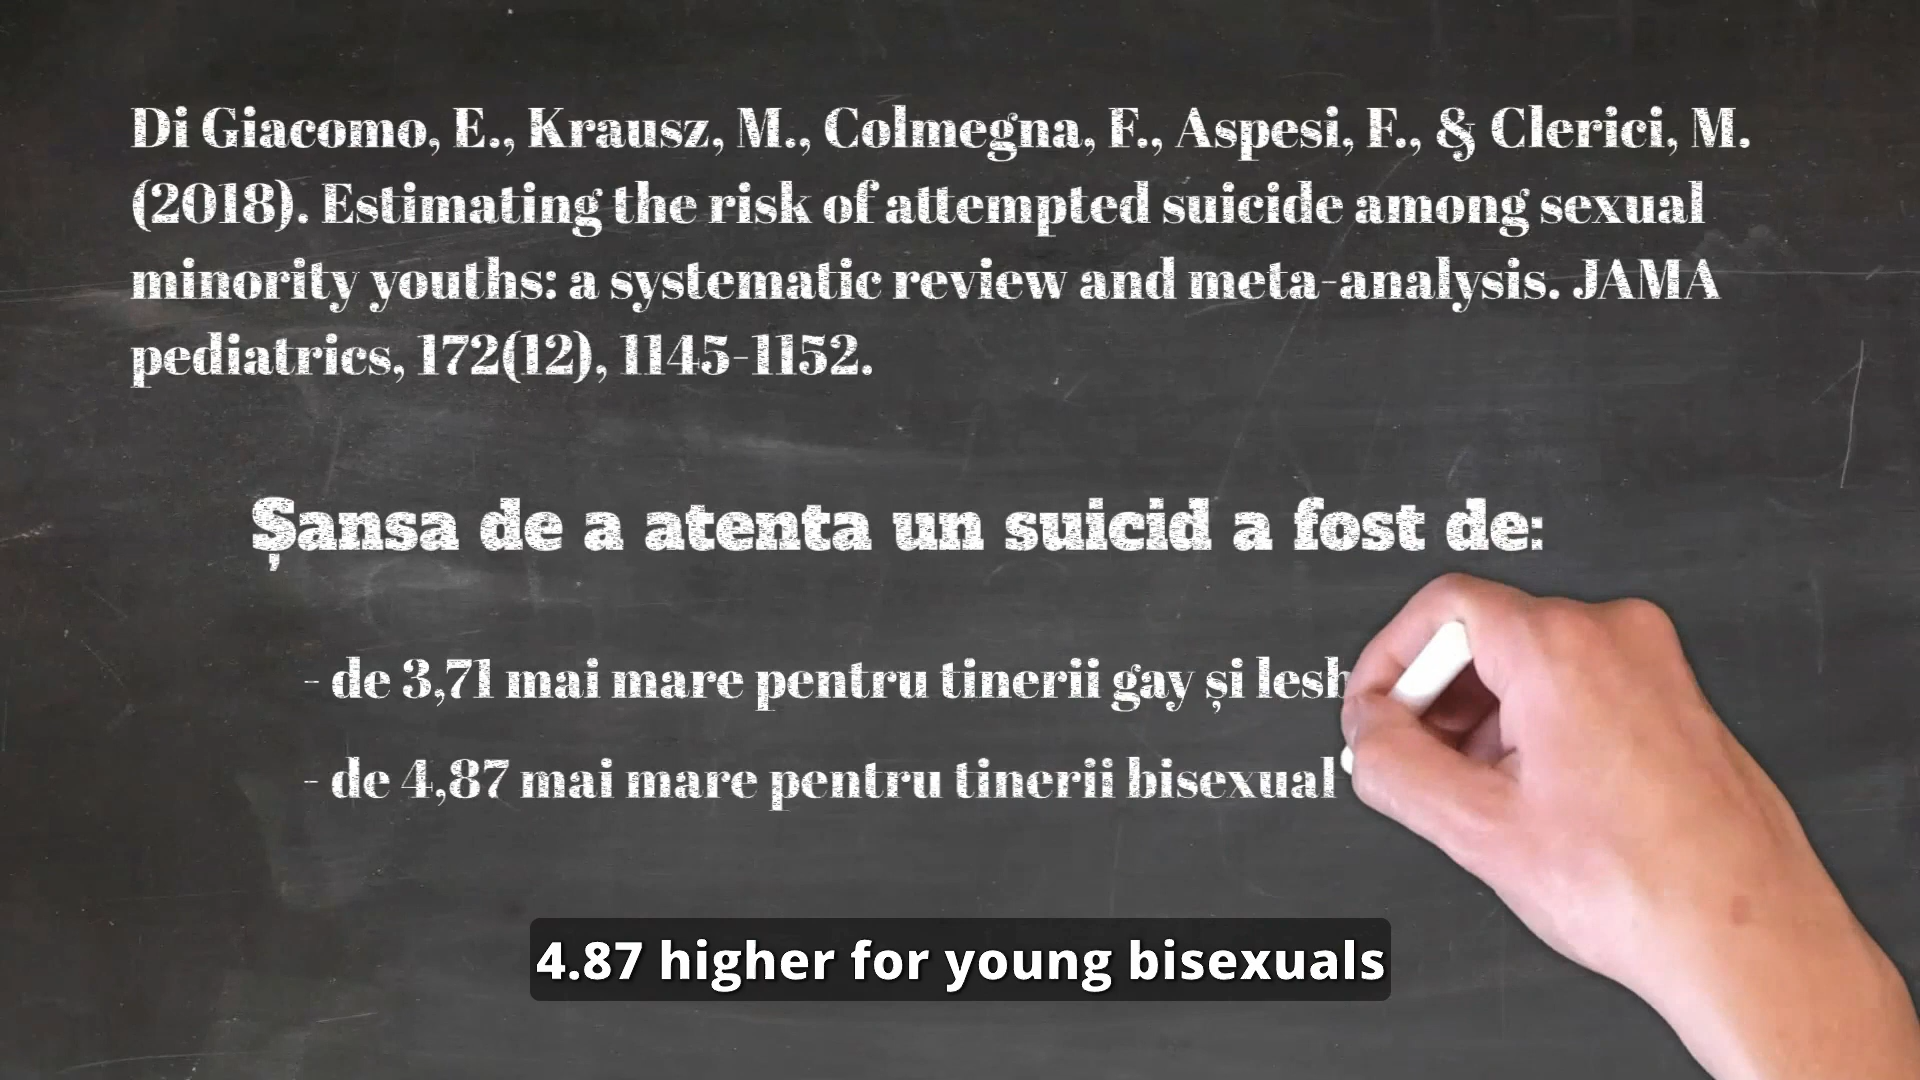 Di Giacomo, E., Krausz, M., Colmegna, F., Aspesi, F., & Clerici, M.
(2018). Estimating the risk of attempted suicide among sexual
minority youths: a systematic review and meta-analysis. JAMA
pediatrics, 172(12), 1145-1152.
Șansa de a atenta un suicid a fost de:
- de 3,71 mai mare pentru tinerii gay și
- de 4,87 mai mare pentru tinerii bisexual
4.87 higher for young bisexuals